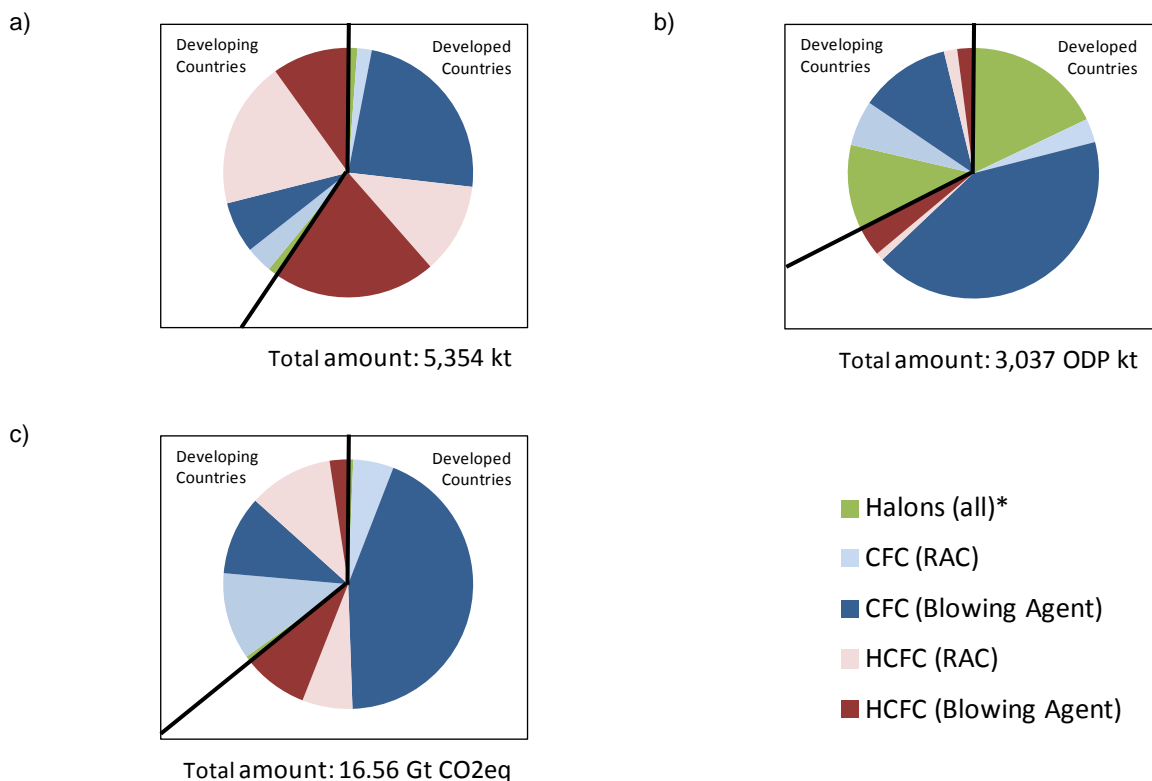 a)
Developing
Countries
Developed
Countries
Total amount: 5,354 kt
b)
Developing
Countries
Developed
Countries
Total amount: 3,037 ODP kt
c)
Developing
Countries
Developed
Countries
Total amount: 16.56 Gt CO2eq
Halons (all)*
CFC (RAC)
CFC (Blowing Agent)
HCFC (RAC)
HCFC (Blowing Agent)